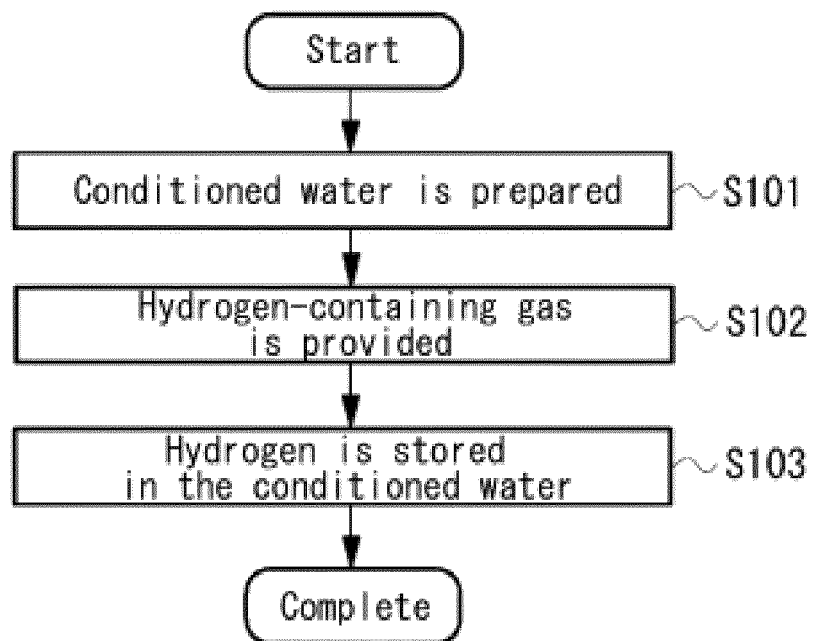 Start
Conditioned water is prepared
S101
Hydrogen-containing gas
is provided
S102
Hydrogen is stored
in the conditioned water
S103
Complete